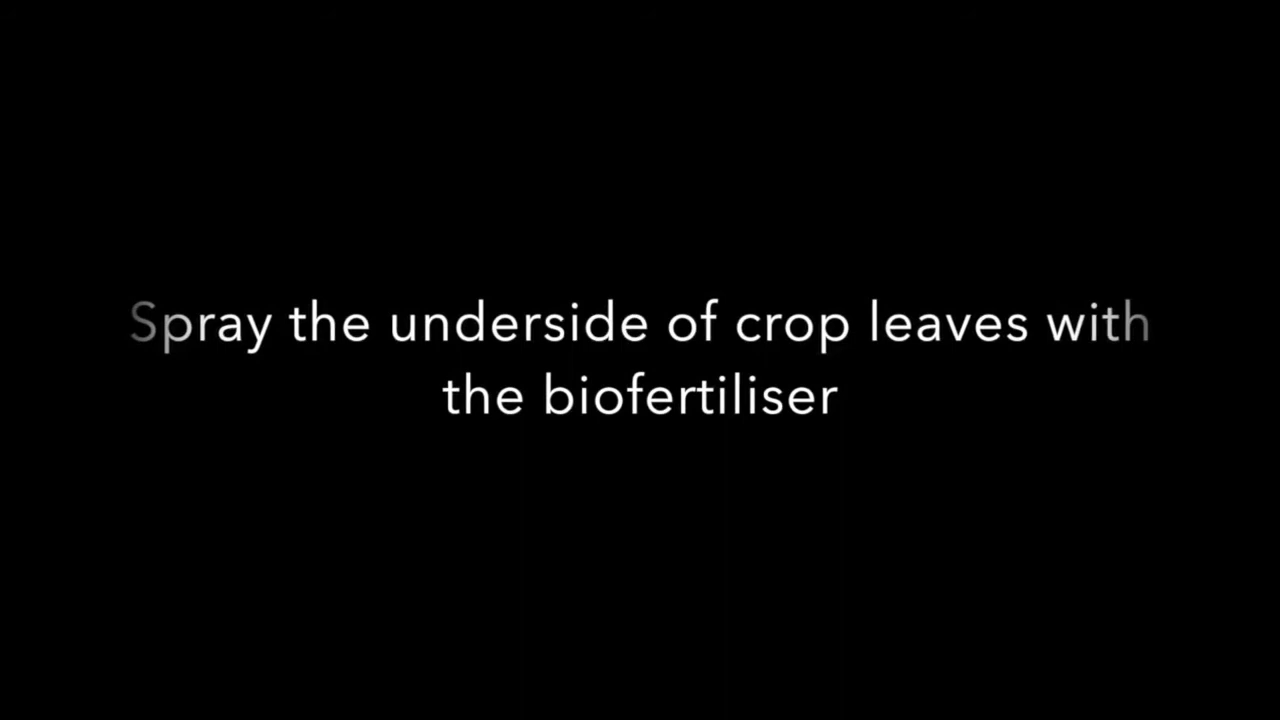 Spray the underside of crop leaves with
the biofertiliser